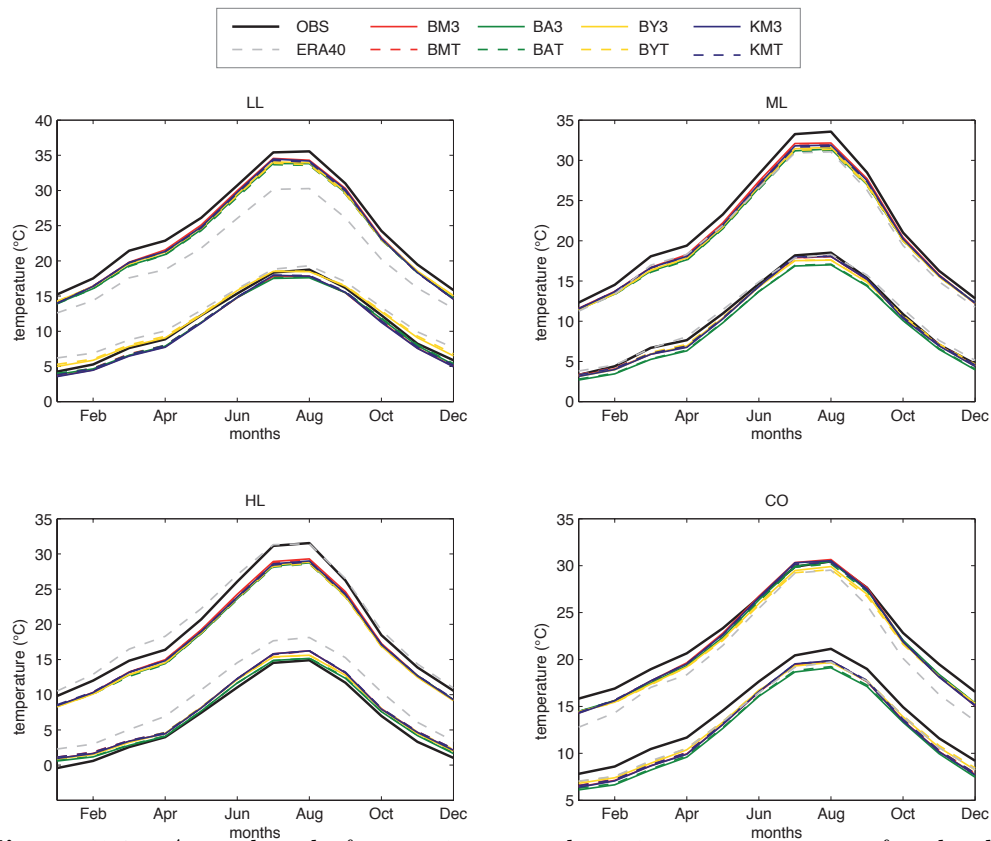 OBS BM3 BA3 BY3 KM3
ERA40 BMT BAT BYT KMT
LL
40
35
30
25
20
15
10
5
0
temperature (°C)
Feb Apr Jun Aug Oct Dec
months
ML
35
30
25
20
15
10
5
0
temperature (°C)
Feb Apr Jun Aug Oct Dec
months
HL
35
30
25
20
15
10
5
0
temperature (°C)
Feb Apr Jun Aug Oct Dec
months
CO
35
30
25
20
15
10
5
temperature (°C)
Feb Apr Jun Aug Oct Dec
months